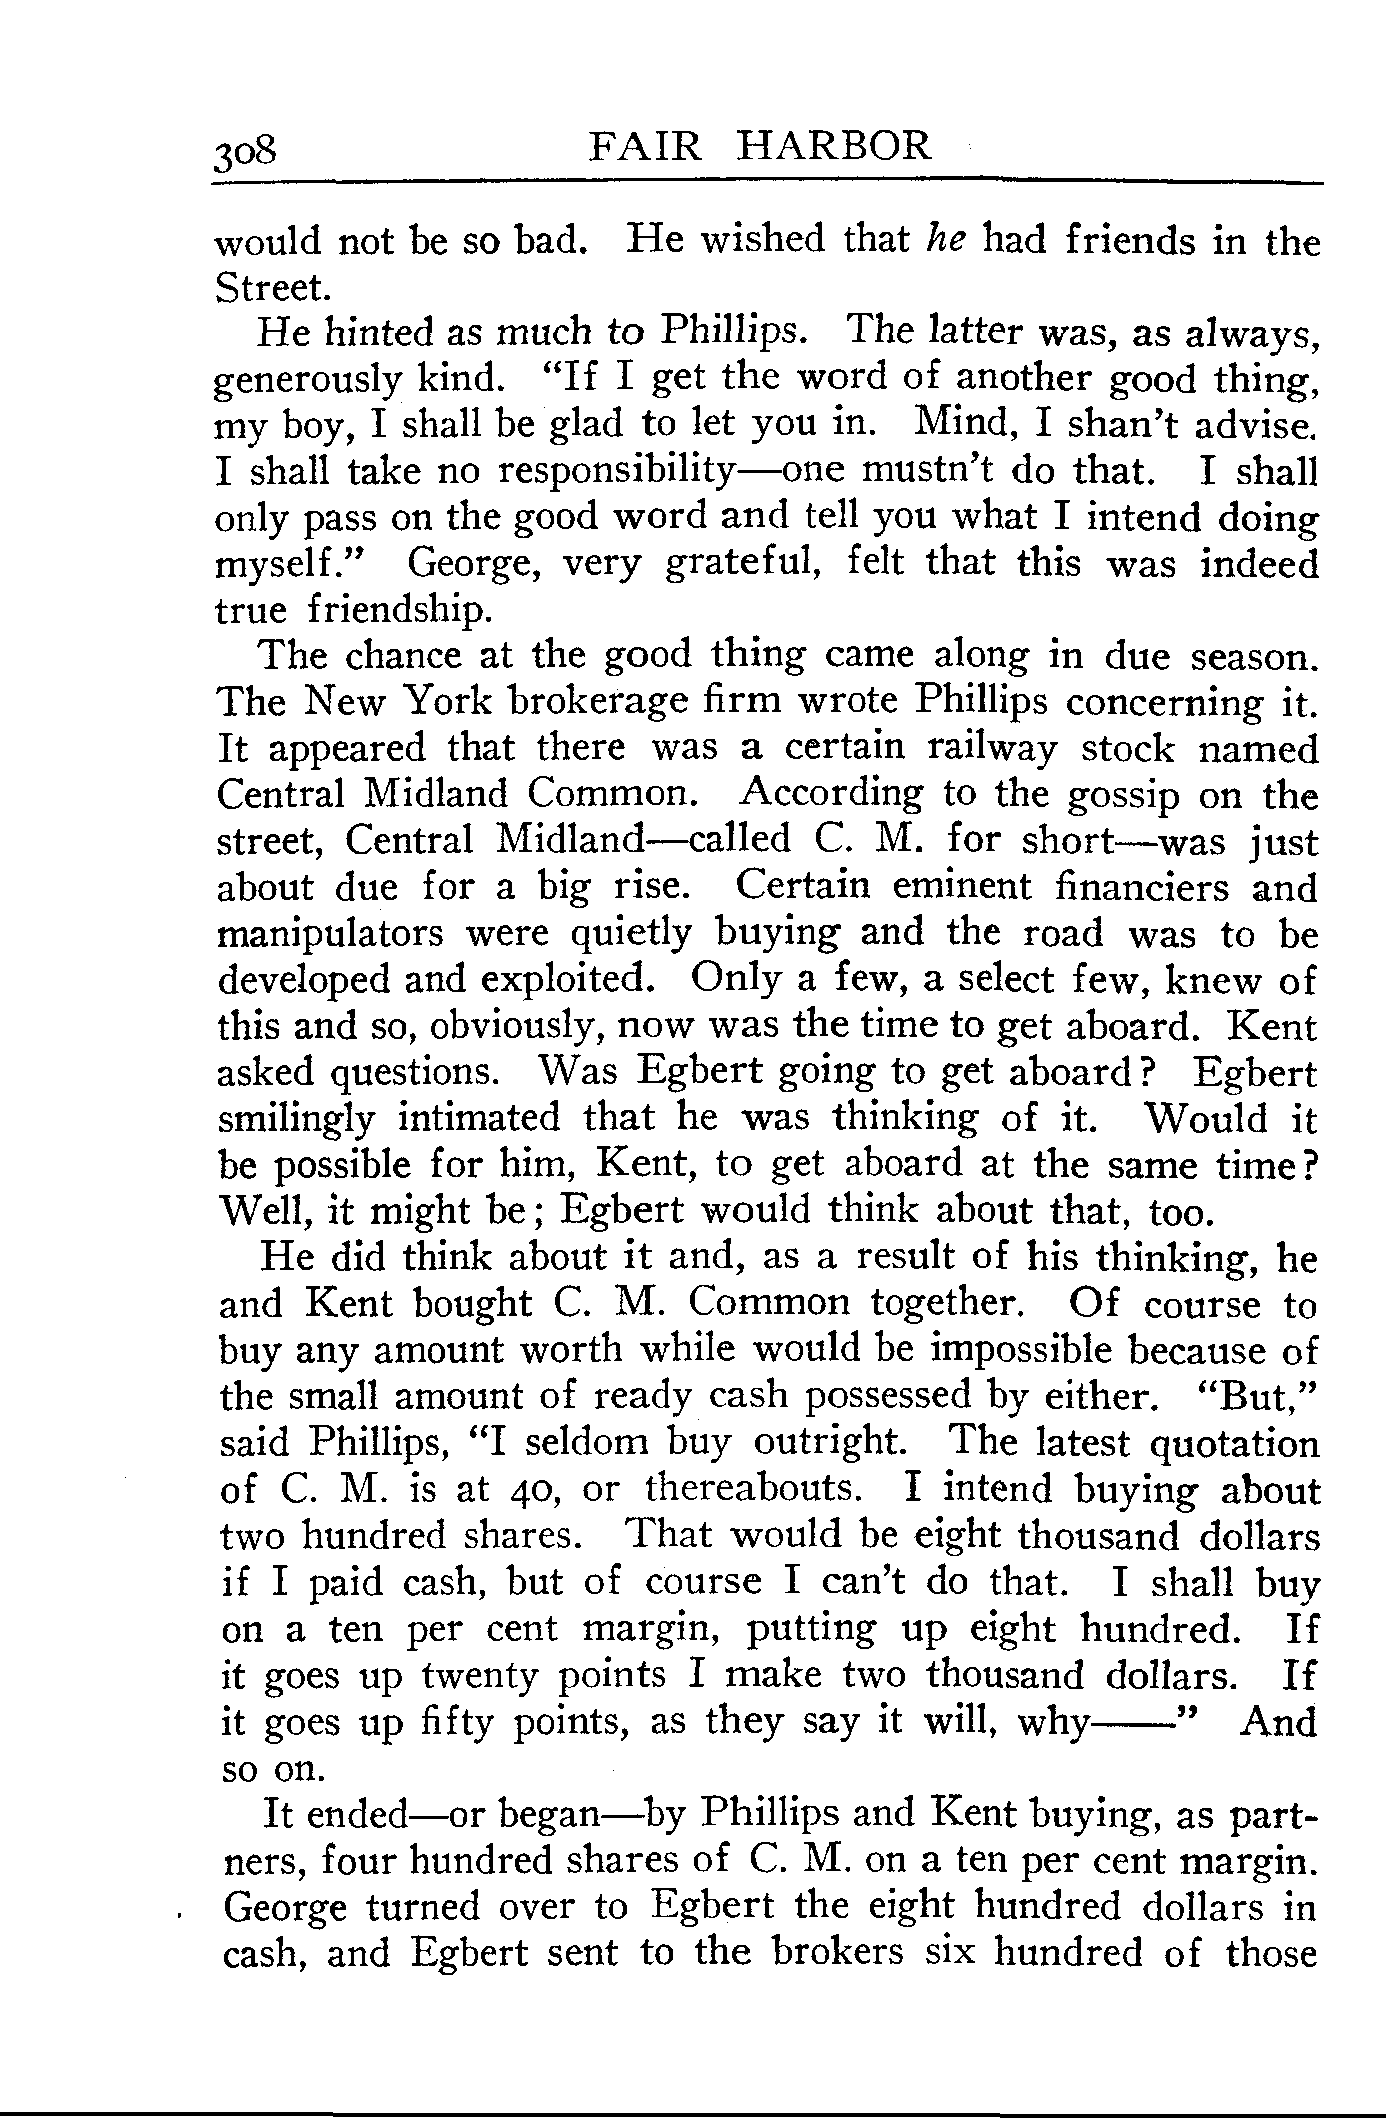 308 FAIR HARBOR
would not be so bad. He wished that he had friends in the
Street.
He hinted as much to Phillips. The latter was, as always,
generously kind. “If I get the word of another good thing,
my boy, I shall be glad to let you in. Mind, I shan’t advise.
I shall take no responsibility—one mustn’t do that. I shall
only pass on the good word and tell you what I intend doing
myself.” George, very grateful, felt that this was indeed
true friendship.
The chance at the good thing came along in due season.
The New York brokerage firm wrote Phillips concerning it.
It appeared that there was a certain railway stock named
Central Midland Common. According to the gossip on the
street, Central Midland—called C. M. for short—was just
about due for a big rise. Certain eminent financiers and
manipulators were quietly buying and the road was to be
developed and exploited. Only a few, a select few, knew of
this and so, obviously, now was the time to get aboard. Kent
asked questions. Was Egbert going to get aboard? Egbert
smilingly intimated that he was thinking of it. Would it
be possible for him, Kent, to get aboard at the same time?
Well, it might be; Egbert would think about that, too.
He did think about it and, as a result of his thinking, he
and Kent bought C. M. Common together. Of course to
buy any amount worth while would be impossible because of
the small amount of ready cash possessed by either. “But,”
said Phillips, “I seldom buy outright. The latest quotation
of C. M. is at 40, or thereabouts. I intend buying about
two hundred shares. That would be eight thousand dollars
if I paid cash, but of course I can’t do that. I shall buy
on a ten per cent margin, putting up eight hundred. If
it goes up twenty points I make two thousand dollars. If
it goes up fifty points, as they say it will, why——” And
so on.
It ended—or began—by Phillips and Kent buying, as part-
ners, four hundred shares of C. M. on a ten per cent margin.
George turned over to Egbert the eight hundred dollars in
cash, and Egbert sent to the brokers six hundred of those